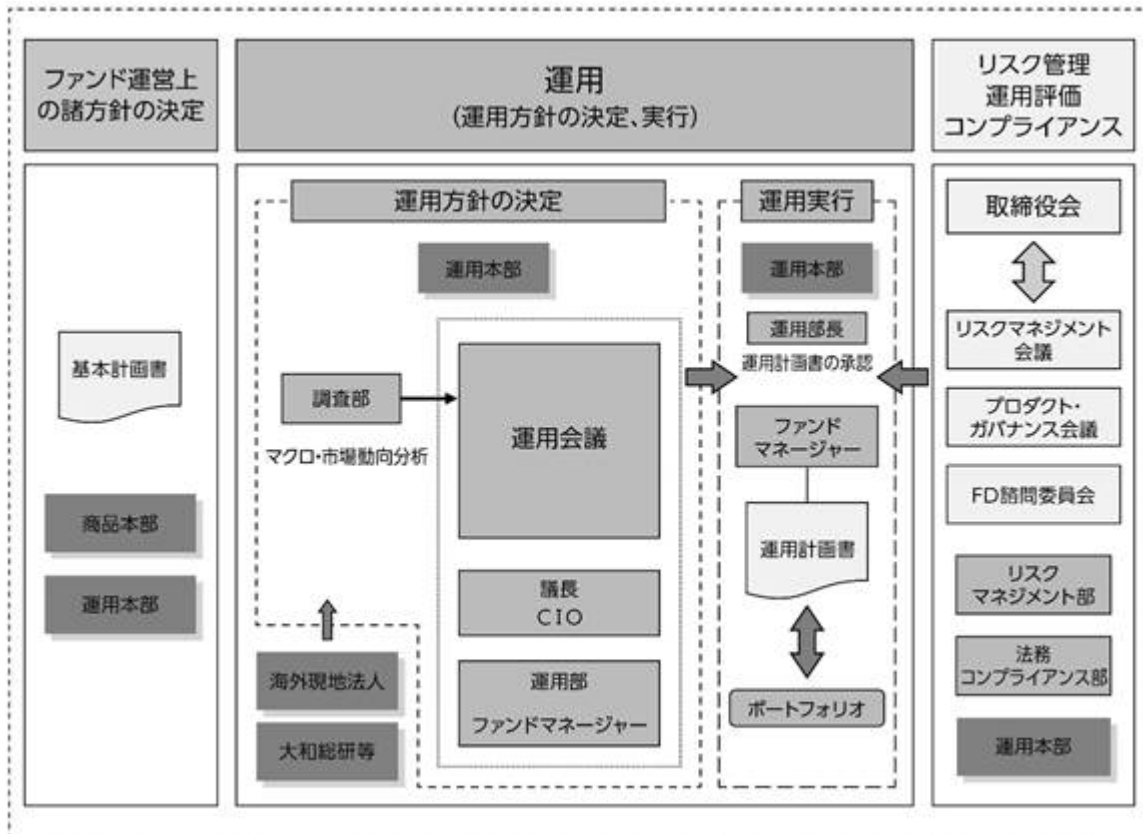 ファンド運営上
の諸方針の決定
運用
(運用方針の決定、実行)
リスク管理
運用評価
コンプライアンス
基本計画書
商品本部
運用本部
運用方針の決定
運用本部
調査部
マクロ・市場動向分析
運用会議
議長
CIO
運用部
ファンドマネージャー
海外現地法人
大和総研等
運用実行
運用本部
運用部長
運用計画書の承認
ファンド
マネージャー
運用計画書
ポートフォリオ
取締役会
リスクマネジメント
会議
プロダクト・
ガバナンス会議
FD諮問委員会
リスク
マネジメント部
法務
コンプライアンス部
運用本部